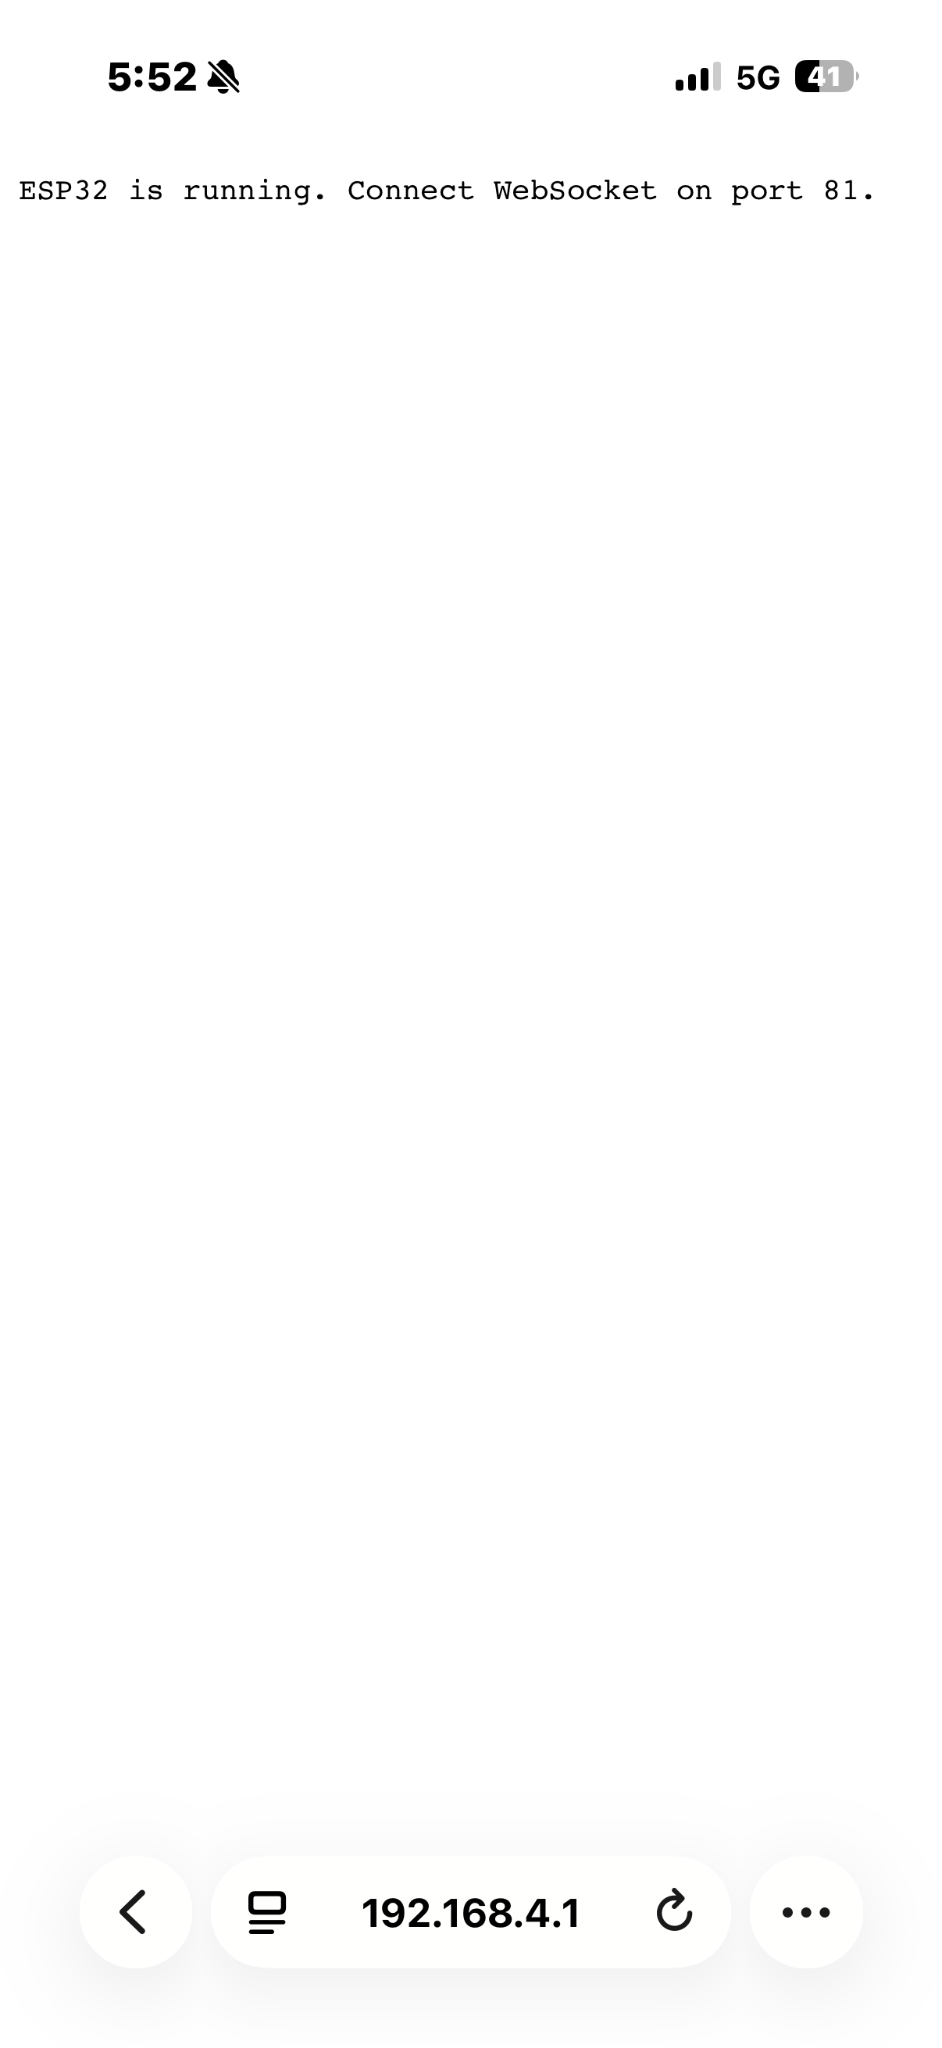 5:52 5G 41
ESP32 is running. Connect WebSocket on port 81.
192.168.4.1